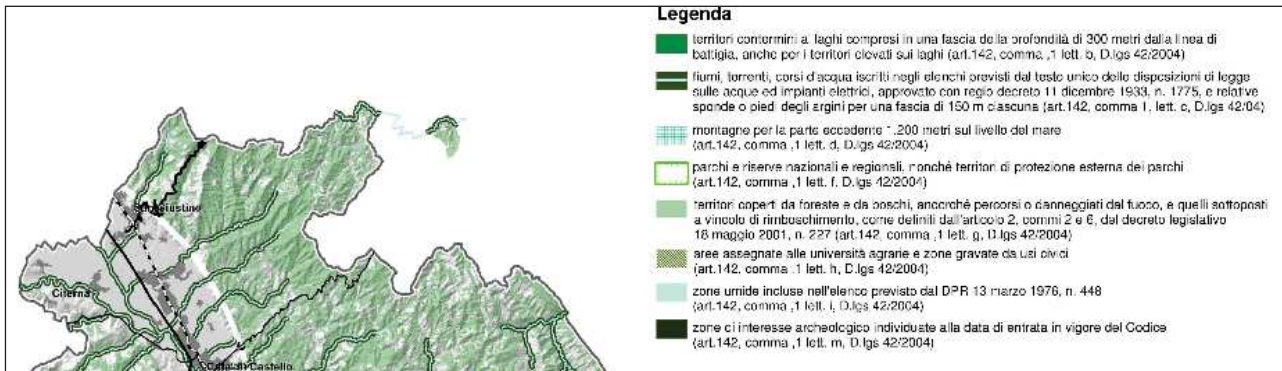 Legenda
territori contermini ai laghi compresi in una fascia della profondità di 300 metri dalla linea di
battigia, anche per i territori elevati sui laghi (art.142, comma ,1 lett. b, D.lgs 42/2004)
fiumi, torrenti, corsi d'acqua iscritti negli elenchi previsti dal testo unico delle disposizioni di legge
sulle acque ed impianti elettrici, approvato con regio decreto 11 dicembre 1933, n. 1775, e relative
sponde o piedi degli argini per una fascia di 150 m ciascuna (art.142, comma 1, lett. c, D.lgs 42/04)
montagne per la parte eccedente 1.200 metri sul livello del mare
(art.142, comma ,1 lett. d, D.lgs 42/2004)
parchi e riserve nazionali e regionali, nonché territori di protezione esterna dei parchi
(art.142, comma ,1 lett. f, D.lgs 42/2004)
territori coperti da foreste e da boschi, ancorché percorsi o danneggiati dal fuoco, e quelli sottoposti
a vincolo di rimboschimento, come definiti dall'articolo 2, commi 2 e 6, del decreto legislativo
18 maggio 2001, n. 227 (art.142, comma ,1 lett. g, D.lgs 42/2004)
aree assegnate alle università agrarie e zone gravate da usi civici
(art.142, comma ,1 lett. h, D.lgs 42/2004)
zone umide incluse nell'elenco previsto dal DPR 13 marzo 1976, n. 448
(art.142, comma ,1 lett. i, D.lgs 42/2004)
zone di interesse archeologico individuate alla data di entrata in vigore del Codice
(art.142, comma ,1 lett. m, D.lgs 42/2004)
San Giustino
Citerna
Città di Castello